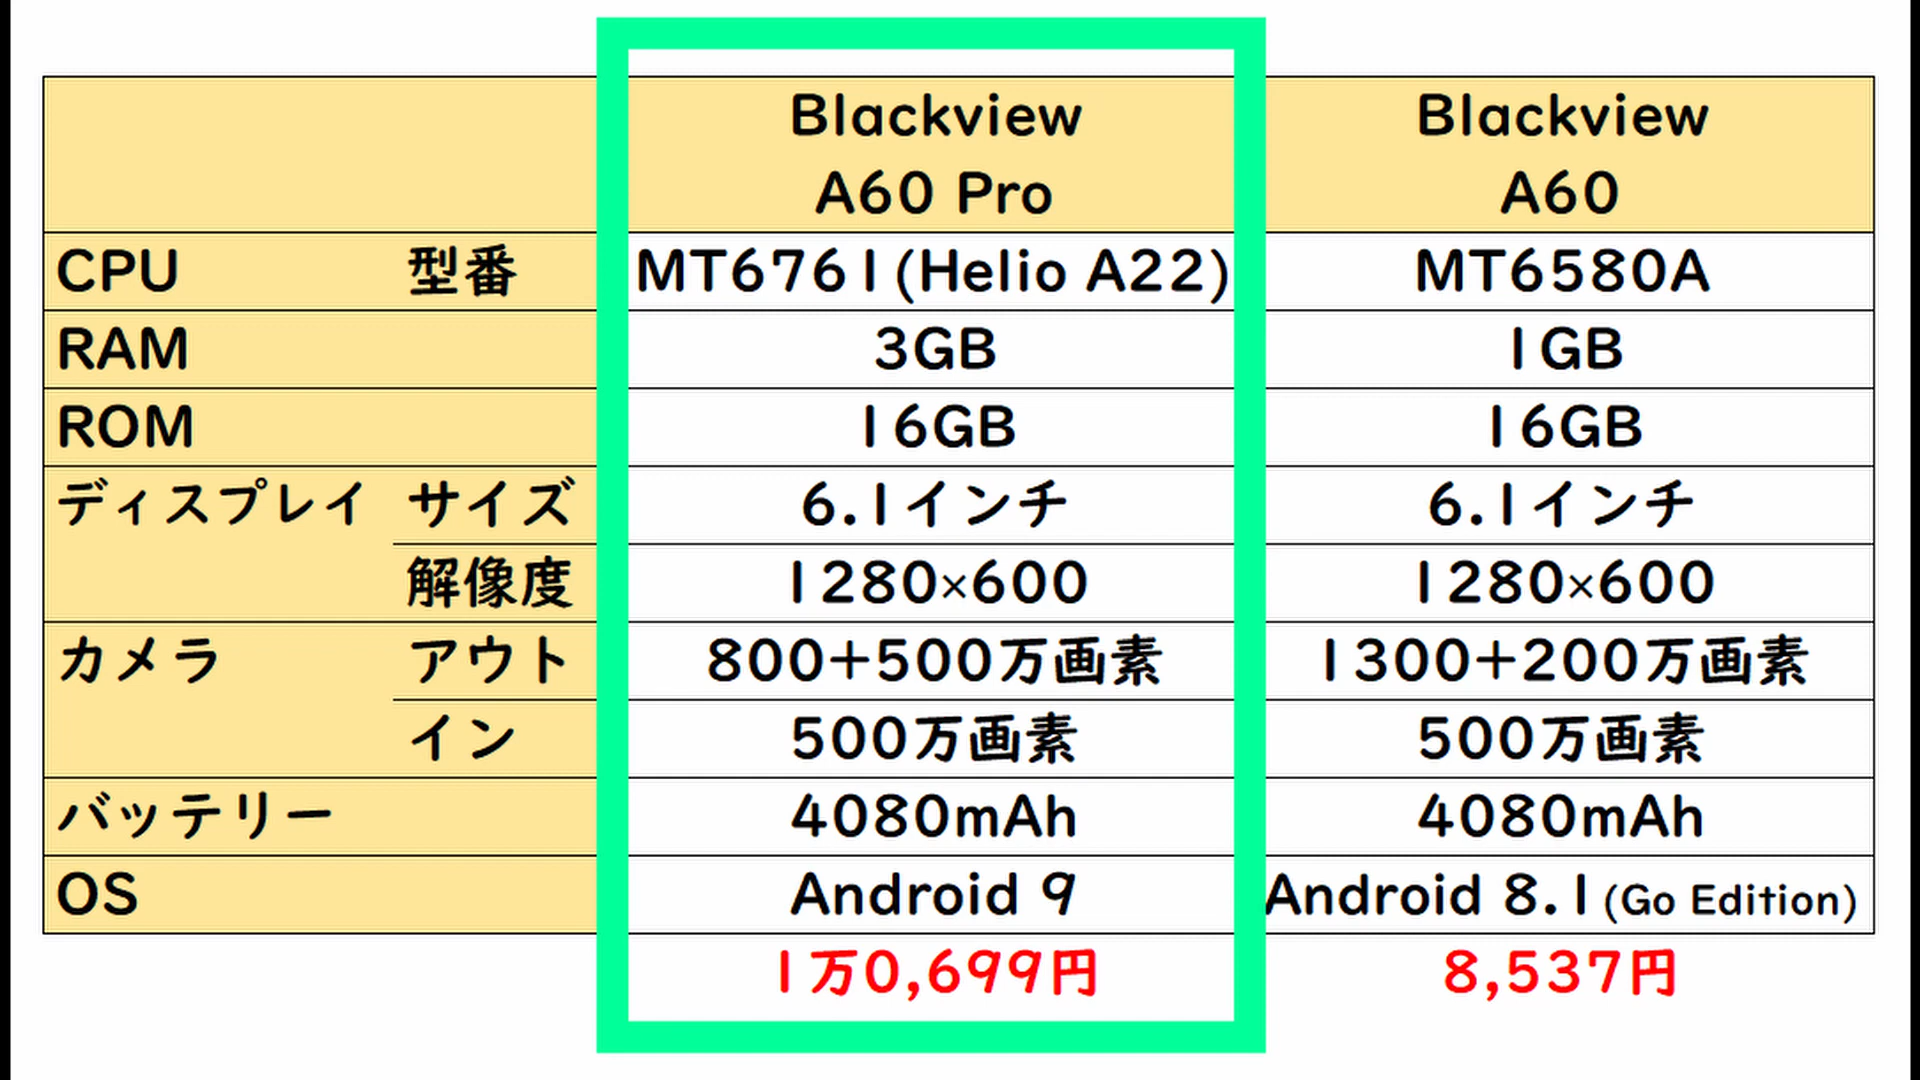 Blackview Blackview
A60 Pro A60
CPU 型番 MT6761(Helio A22) MT6580A
RAM 3GB 1GB
ROM 16GB 16GB
ディスプレイ サイズ 6.1インチ 6.1インチ
解像度 1280×600 1280×600
カメラ アウト 800+500万画素 1300+200万画素
イン 500万画素 500万画素
バッテリー 4080mAh 4080mAh
OS Android 9 Android 8.1(Go Edition)
1万0,699円 8,537円